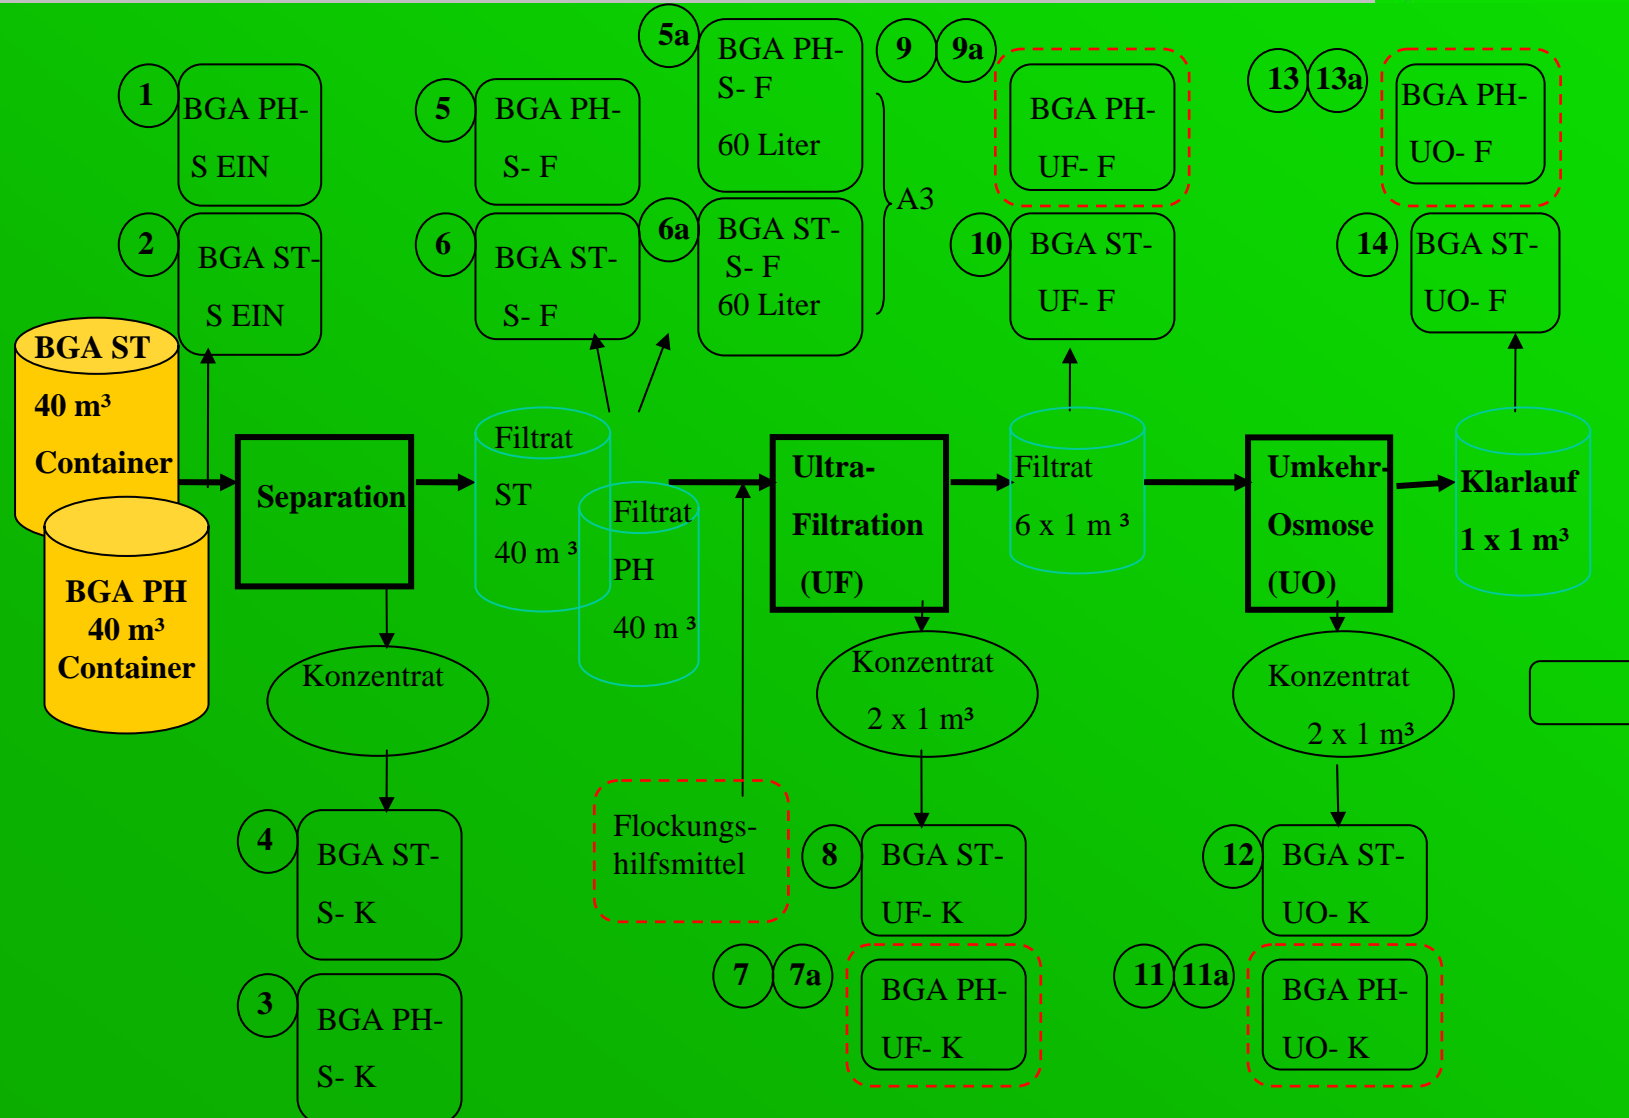 1
BGA PH-
S EIN
2
BGA ST-
S EIN
5
BGA PH-
S- F
6
BGA ST-
S- F
5a
BGA PH-
S- F
60 Liter
6a
BGA ST-
S- F
60 Liter
A3
9
9a
BGA PH-
UF- F
10
BGA ST-
UF- F
13
13a
BGA PH-
UO- F
14
BGA ST-
UO- F
BGA ST
40 m³
Container
BGA PH
40 m³
Container
Separation
Filtrat
ST
40 m ³
Filtrat
PH
40 m ³
Ultra-
Filtration
(UF)
Filtrat
6 x 1 m ³
Umkehr-
Osmose
(UO)
Klarlauf
1 x 1 m³
Konzentrat
Konzentrat
2 x 1 m³
Konzentrat
2 x 1 m³
Flockungs-
hilfsmittel
4
BGA ST-
S- K
3
BGA PH-
S- K
8
BGA ST-
UF- K
7
7a
BGA PH-
UF- K
12
BGA ST-
UO- K
11
11a
BGA PH-
UO- K